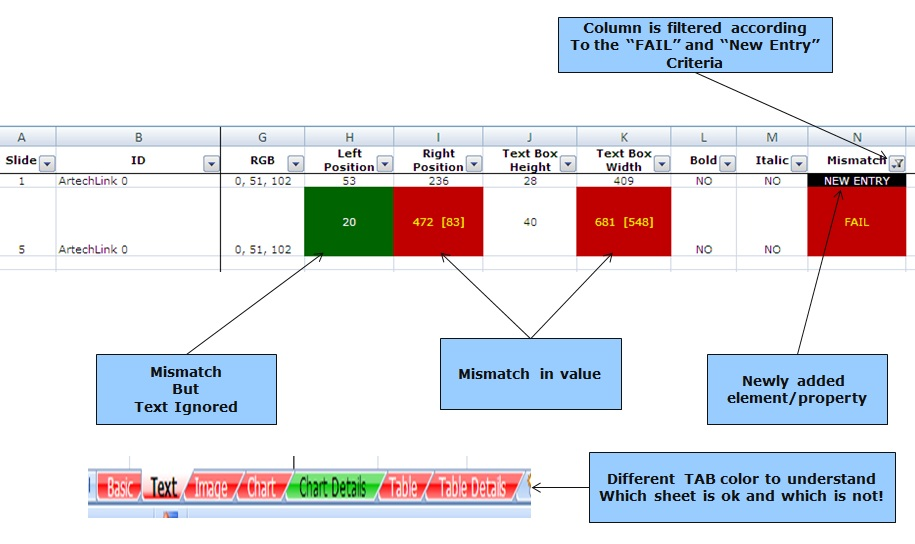 Column is filtered according
To the “FAIL” and “New Entry”
Criteria
A B G H I J K L M N
Slide ID RGB Left Position Right Position Text Box Height Text Box Width Bold Italic Mismatch
1 ArtechLink 0 0, 51, 102 53 236 28 409 NO NO NEW ENTRY
20 472 [83] 40 681 [548] FAIL
5 ArtechLink 0 0, 51, 102 NO NO
Mismatch
But
Text Ignored
Mismatch in value
Newly added
element/property
Basic Text Image Chart Chart Details Table Table Details
Different TAB color to understand
Which sheet is ok and which is not!